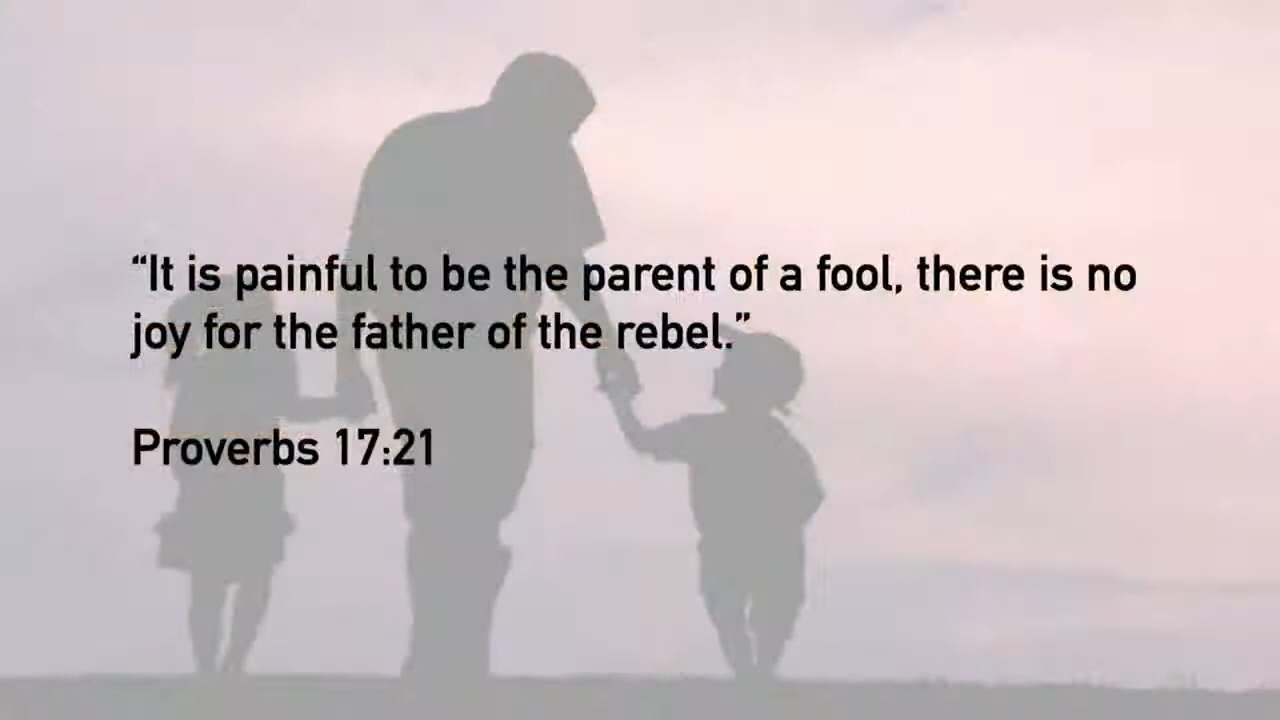 “It is painful to be the parent of a fool, there is no
joy for the father of the rebel.”
Proverbs 17:21